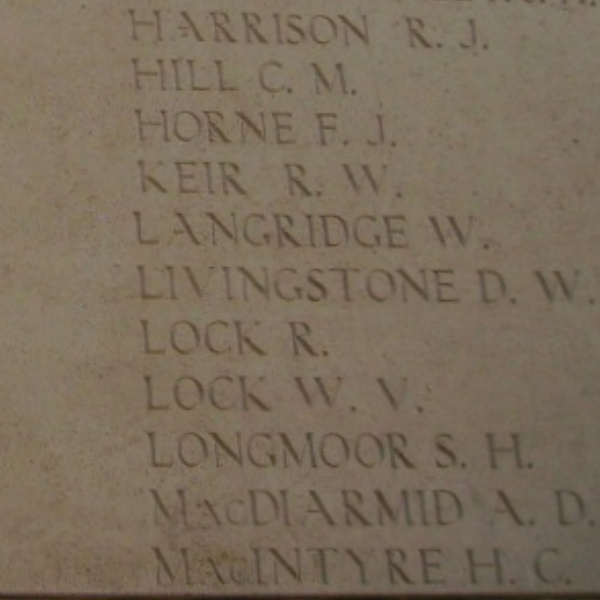 HARRISON R. J.
HILL C. M.
HORNE F. J.
KEIR R. W.
LANGRIDGE W.
LIVINGSTONE D. W.
LOCK R.
LOCK W. V.
LONGMOOR S. H.
MacDIARMID A. D.
MacINTYRE H. C.